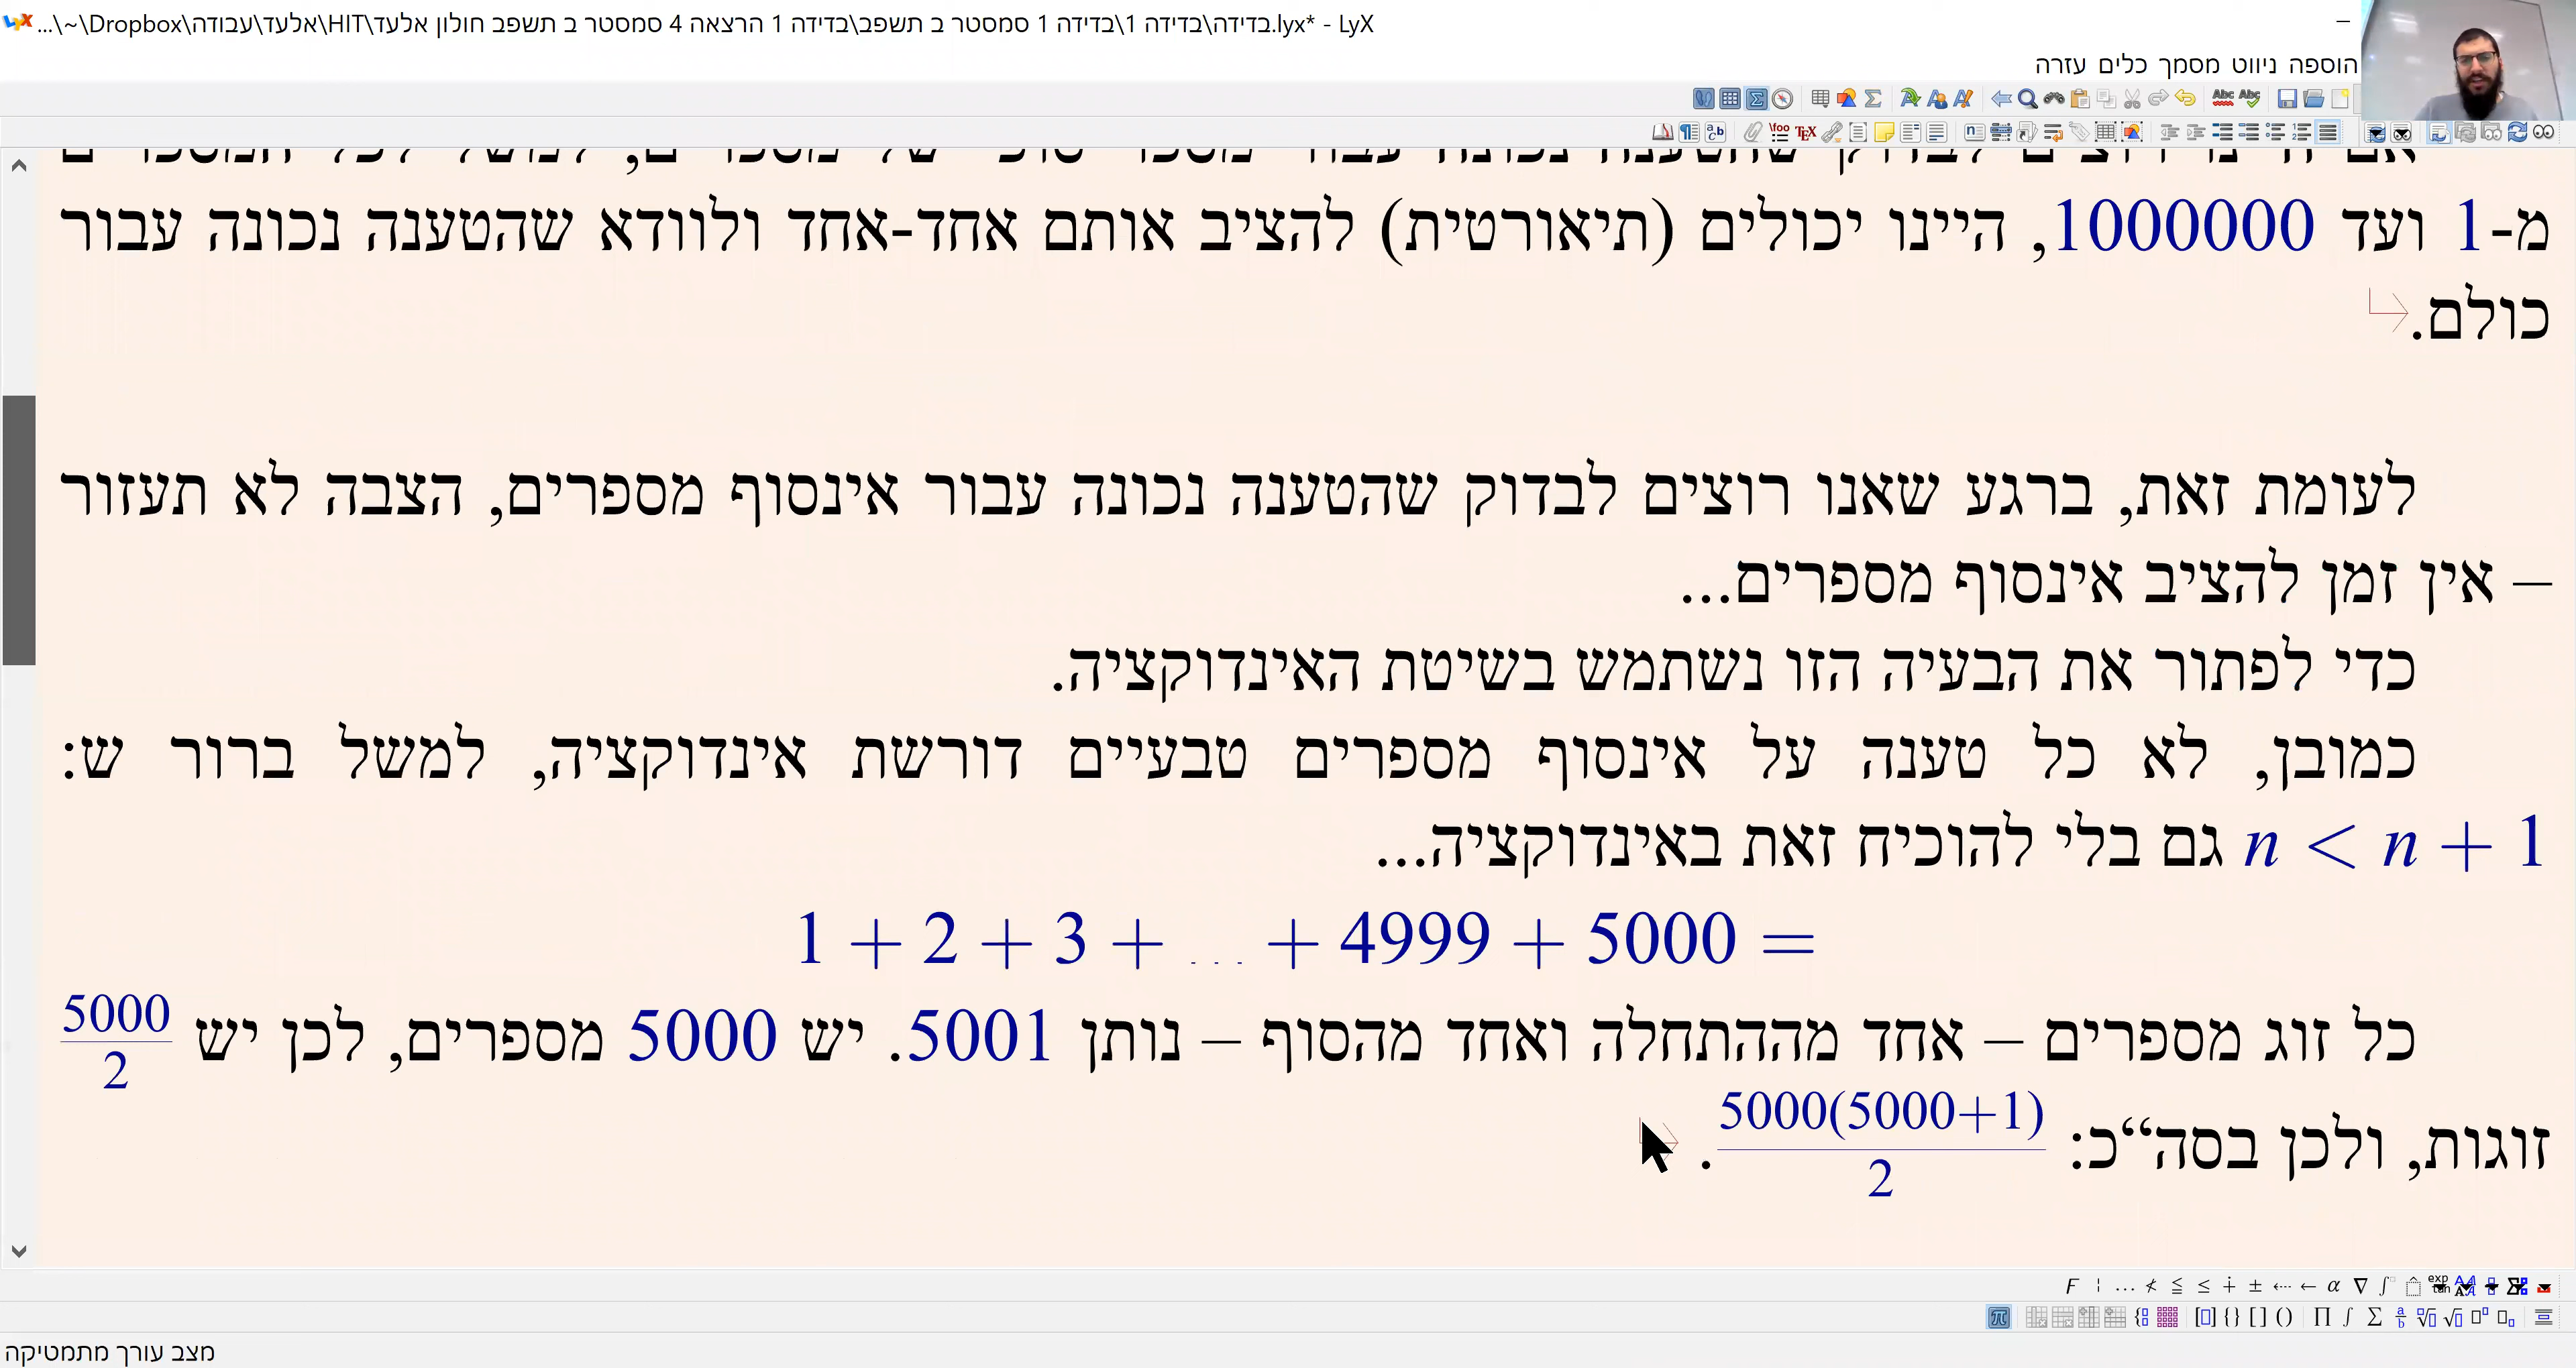 ...\~\Dropbox\אלעד\עבודה\HIT\בדידה\בדידה 1\בדידה 1 סמסטר ב תשפב\בדידה 1 הרצאה 4 סמסטר ב תשפב חולון אלעד.lyx* - LyX
הוספה ניווט מסמך כלים עזרה
מ-1 ועד 1000000, היינו יכולים (תיאורטית) להציב אותם אחד-אחד ולוודא שהטענה נכונה עבור
כולם.
לעומת זאת, ברגע שאנו רוצים לבדוק שהטענה נכונה עבור אינסוף מספרים, הצבה לא תעזור
– אין זמן להציב אינסוף מספרים...
כדי לפתור את הבעיה הזו נשתמש בשיטת האינדוקציה.
כמובן, לא כל טענה על אינסוף מספרים טבעיים דורשת אינדוקציה, למשל ברור ש:
n < n + 1 גם בלי להוכיח זאת באינדוקציה...
1 + 2 + 3 + ... + 4999 + 5000 =
כל זוג מספרים – אחד מההתחלה ואחד מהסוף – נותן 5001. יש 5000 מספרים, לכן יש 5000/2
זוגות, ולכן בסה“כ: 5000(5000+1)/2.
מצב עורך מתמטיקה